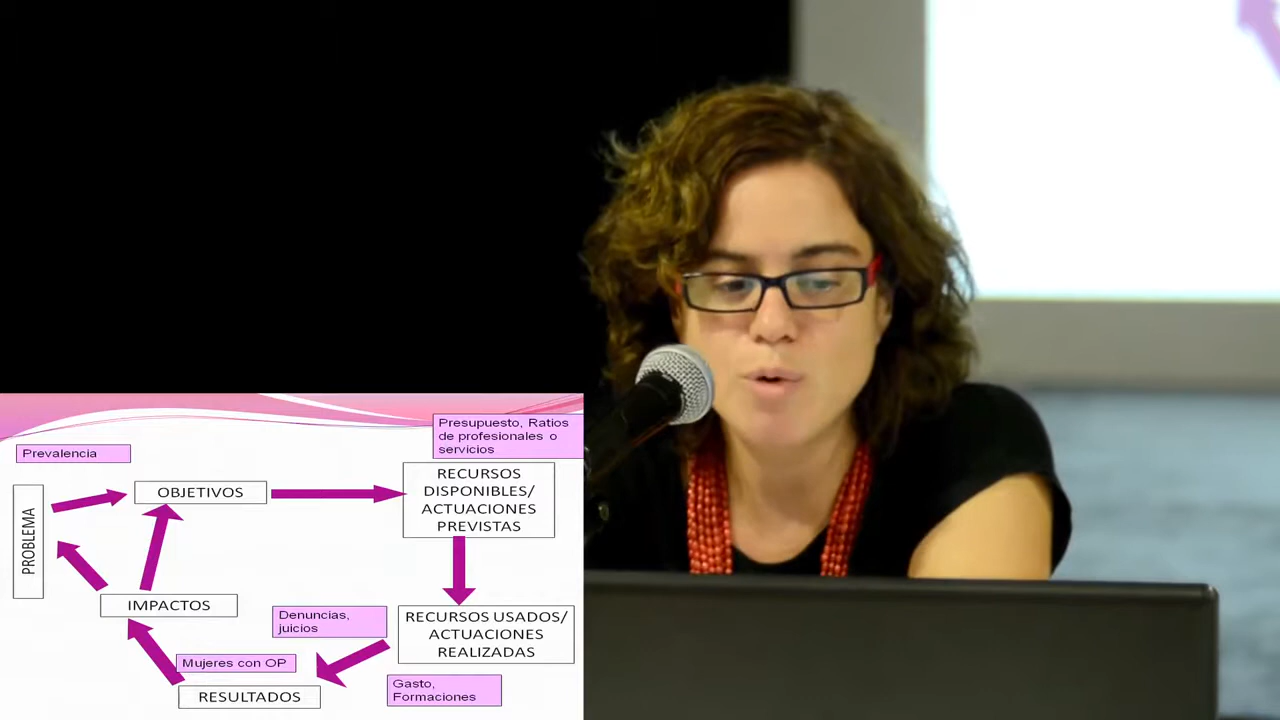 Presupuesto, Ratios
de profesionales o
servicios
Prevalencia
RECURSOS
DISPONIBLES/
ACTUACIONES
PREVISTAS
OBJETIVOS
PROBLEMA
IMPACTOS
Denuncias,
juicios
RECURSOS USADOS/
ACTUACIONES
REALIZADAS
Mujeres con OP
RESULTADOS
Gasto,
Formaciones